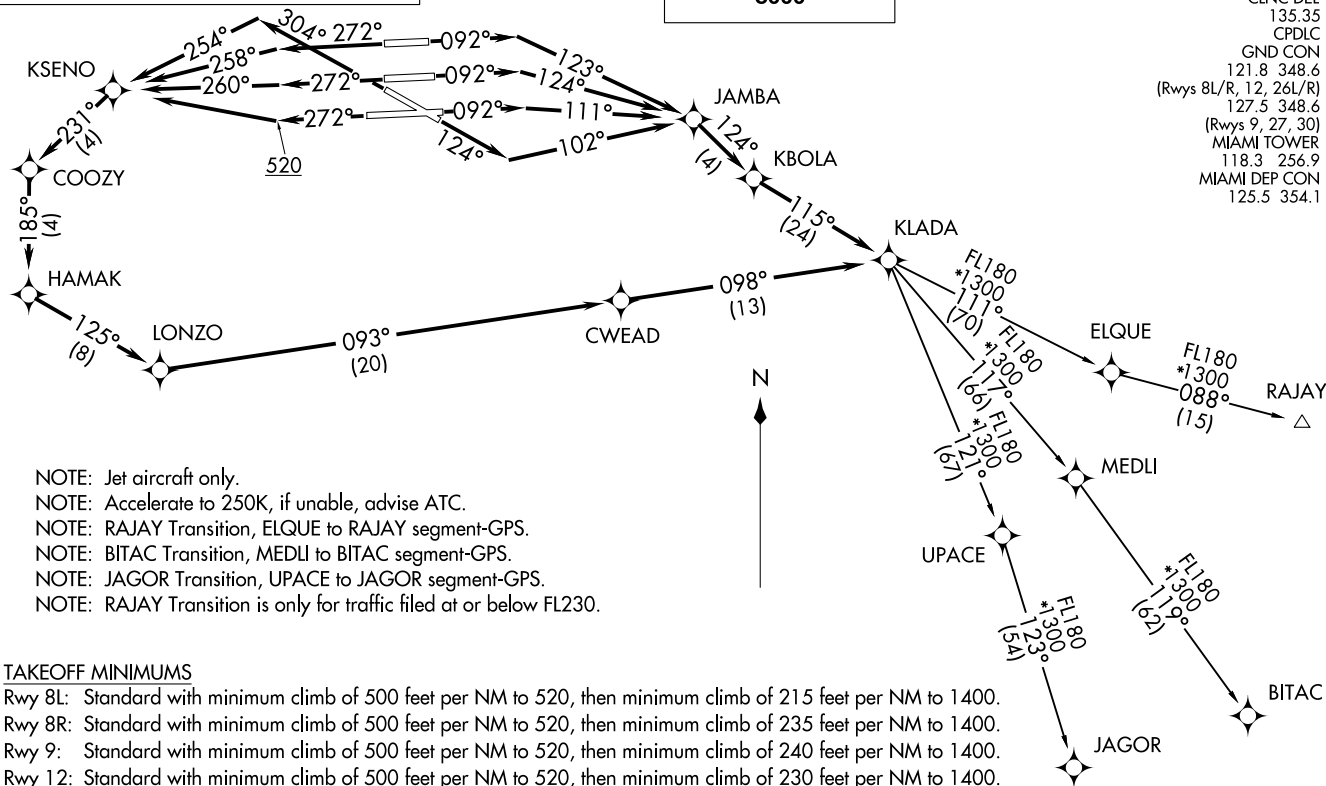 CLNC DEL
135.35
CPDLC
GND CON
121.8 348.6
(Rwys 8L/R, 12, 26L/R)
127.5 348.6
(Rwys 9, 27, 30)
MIAMI TOWER
118.3 256.9
MIAMI DEP CON
125.5 354.1
KSENO
254°
304°
272°
092°
123°
258°
260°
272°
092°
124°
272°
092°
111°
124°
102°
520
JAMBA
124°
(4)
KBOLA
115°
(24)
KLADA
231°
(4)
COOZY
185°
(4)
HAMAK
125°
(8)
LONZO
093°
(20)
CWEAD
098°
(13)
FL180
*1300
111°
(70)
ELQUE
FL180
*1300
088°
(15)
RAJAY
FL180
*1300
117°
(66)
MEDLI
FL180
*1300
119°
(62)
BITAC
FL180
*1300
121°
(67)
UPACE
FL180
*1300
123°
(54)
JAGOR
N
NOTE: Jet aircraft only.
NOTE: Accelerate to 250K, if unable, advise ATC.
NOTE: RAJAY Transition, ELQUE to RAJAY segment-GPS.
NOTE: BITAC Transition, MEDLI to BITAC segment-GPS.
NOTE: JAGOR Transition, UPACE to JAGOR segment-GPS.
NOTE: RAJAY Transition is only for traffic filed at or below FL230.
TAKEOFF MINIMUMS
Rwy 8L: Standard with minimum climb of 500 feet per NM to 520, then minimum climb of 215 feet per NM to 1400.
Rwy 8R: Standard with minimum climb of 500 feet per NM to 520, then minimum climb of 235 feet per NM to 1400.
Rwy 9: Standard with minimum climb of 500 feet per NM to 520, then minimum climb of 240 feet per NM to 1400.
Rwy 12: Standard with minimum climb of 500 feet per NM to 520, then minimum climb of 230 feet per NM to 1400.